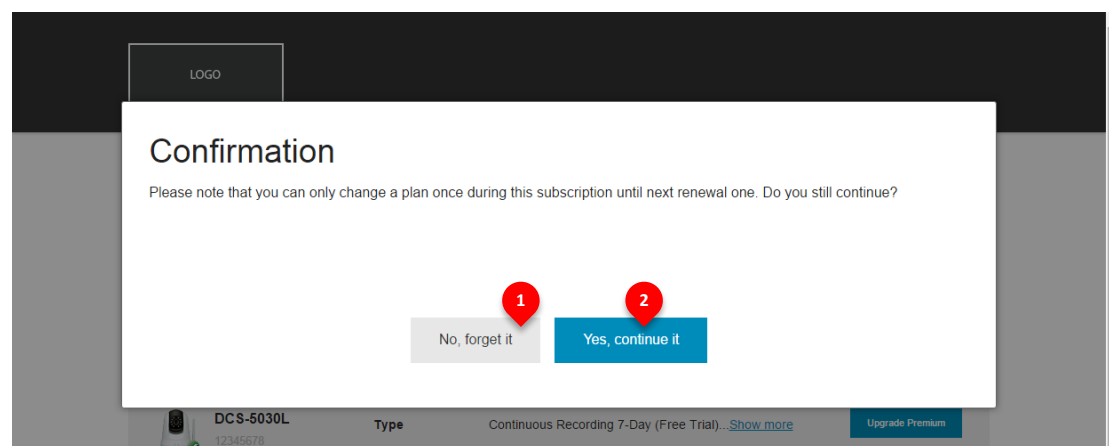 LOGO
Confirmation
Please note that you can only change a plan once during this subscription until next renewal one. Do you still continue?
1
2
No, forget it
Yes, continue it
DCS-5030L
Type
Continuous Recording 7-Day (Free Trial)...Show more
Upgrade Premium
12345678